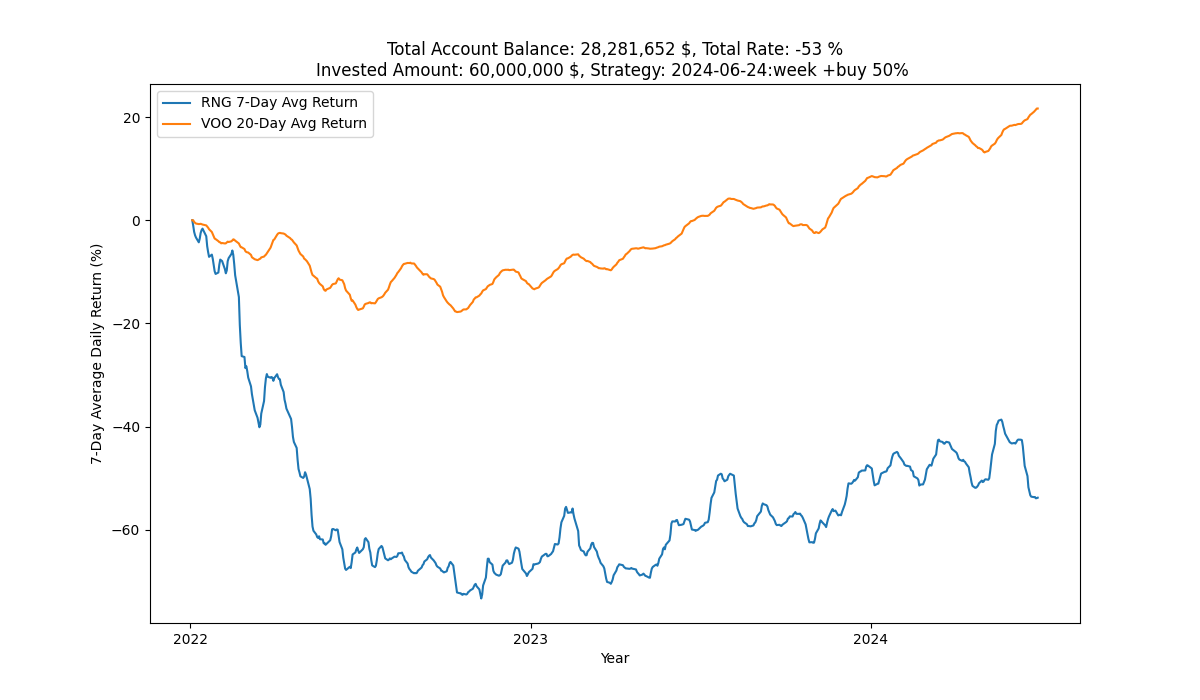 Total Account Balance: 28,281,652 $, Total Rate: -53 %
Invested Amount: 60,000,000 $, Strategy: 2024-06-24:week +buy 50%
RNG 7-Day Avg Return
VOO 20-Day Avg Return
7-Day Average Daily Return (%)
20
0
−20
−40
−60
2022
2023
2024
Year